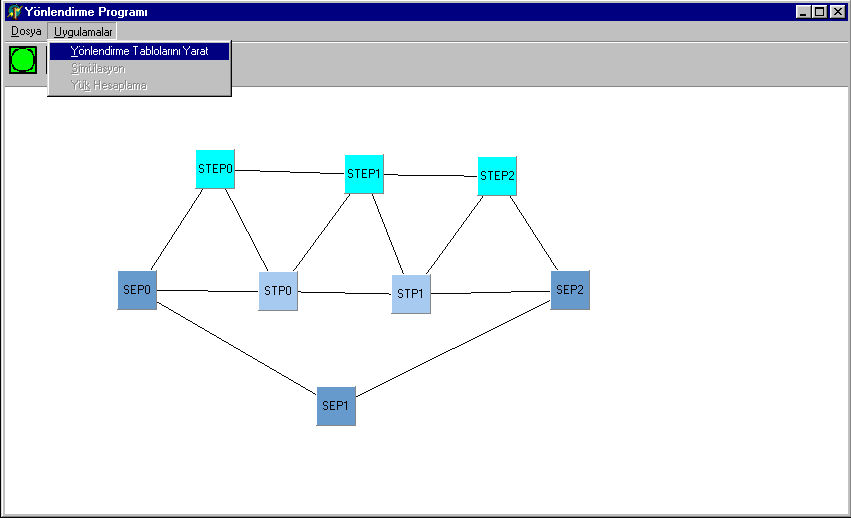 Yönlendirme Programı
Dosya Uygulamalar
Yönlendirme Tablolarını Yarat
Simülasyon
Yük Hesaplama
STEP0 STEP1 STEP2
SEP0 STP0 STP1 SEP2
SEP1